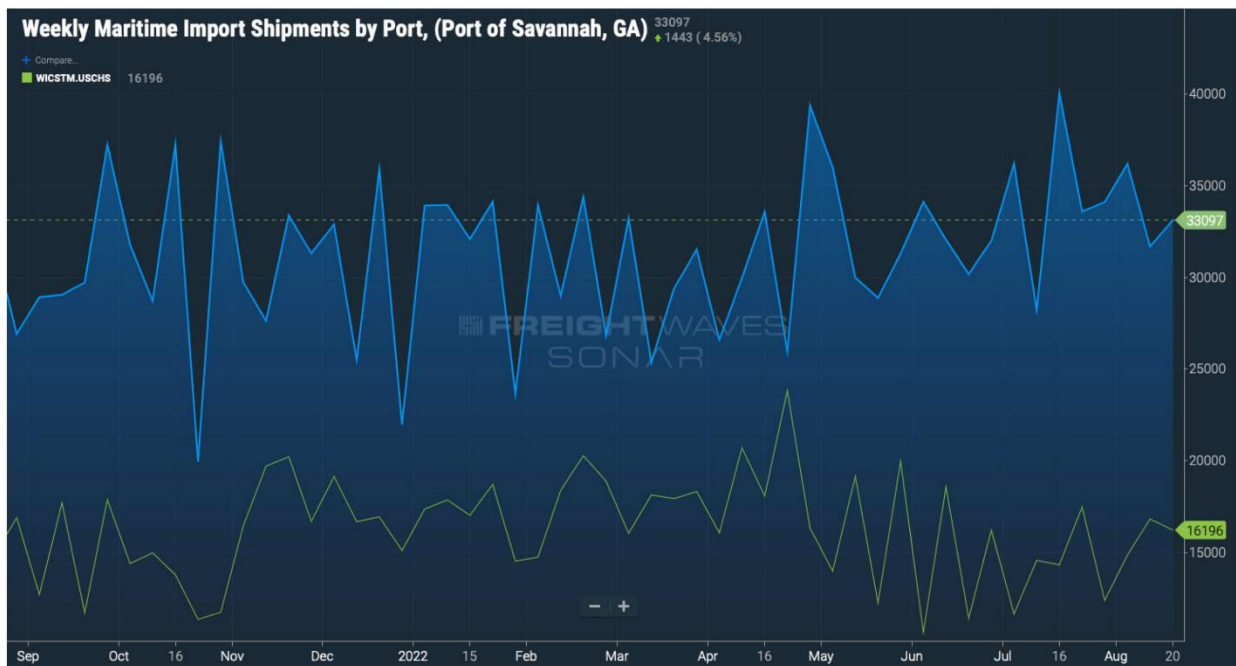 Weekly Maritime Import Shipments by Port, (Port of Savannah, GA) 33097
1443 ( 4.56%)
+ Compare...
WICSTM.USCHS 16196
40000
35000
33097
30000
25000
20000
16196
15000
FREIGHTWAVES
SONAR
− +
Sep Oct 16 Nov Dec 2022 15 Feb Mar Apr 16 May Jun Jul 16 Aug 20